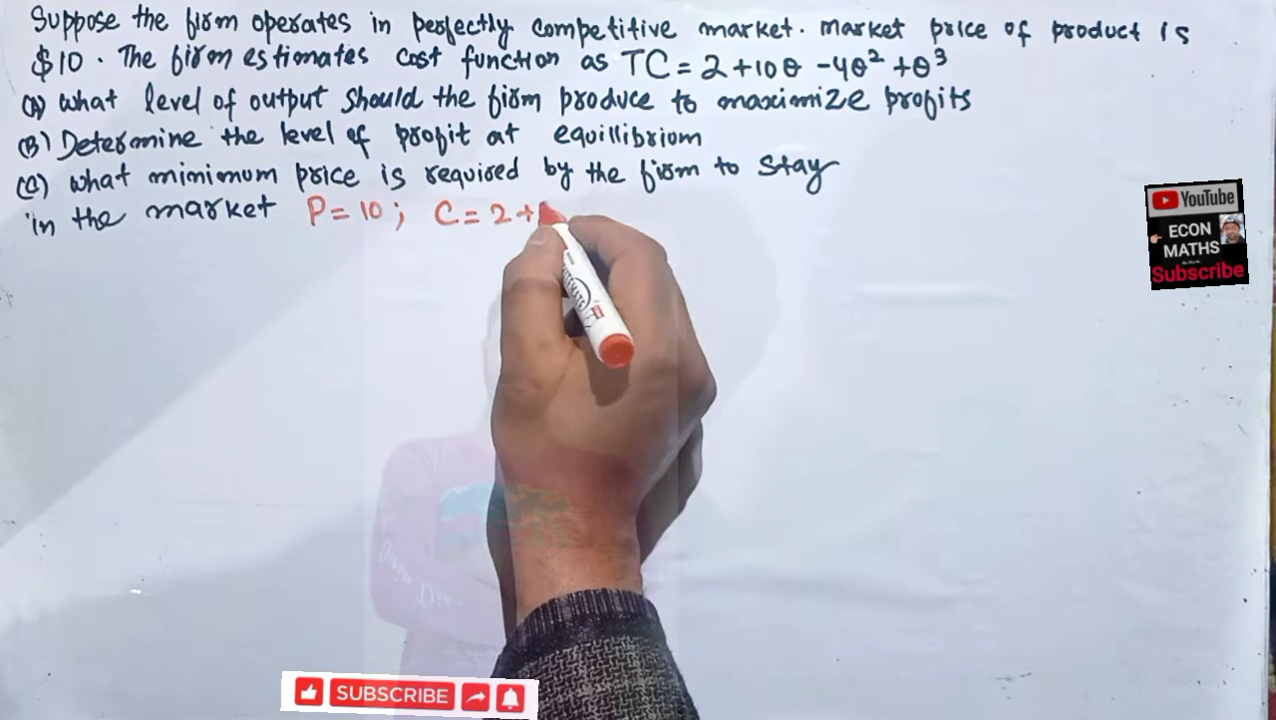 Suppose the firm operates in perfectly competitive market. Market price of product is
$10. The firm estimates cost function as TC = 2 + 10θ - 4θ² + θ³
(A) what level of output should the firm produce to maximize profits
(B) Determine the level of profit at equillibriom
(C) what minimum price is required by the firm to stay
in the market P = 10 ; C = 2 +
YouTube
ECON
MATHS
Subscribe
SUBSCRIBE